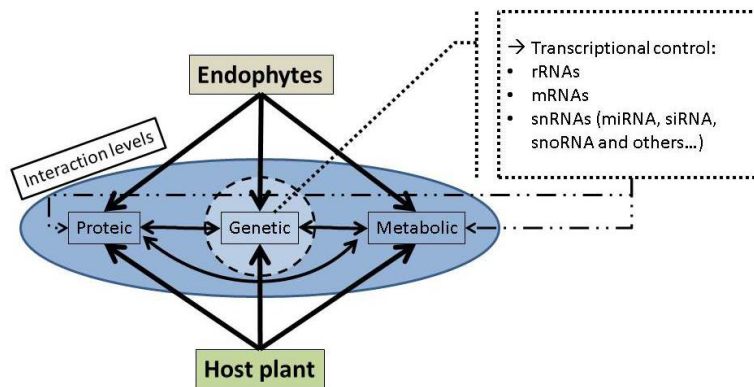 Endophytes
→ Transcriptional control:
• rRNAs
• mRNAs
• snRNAs (miRNA, siRNA,
snoRNA and others...)
Interaction levels
Proteic
Genetic
Metabolic
Host plant